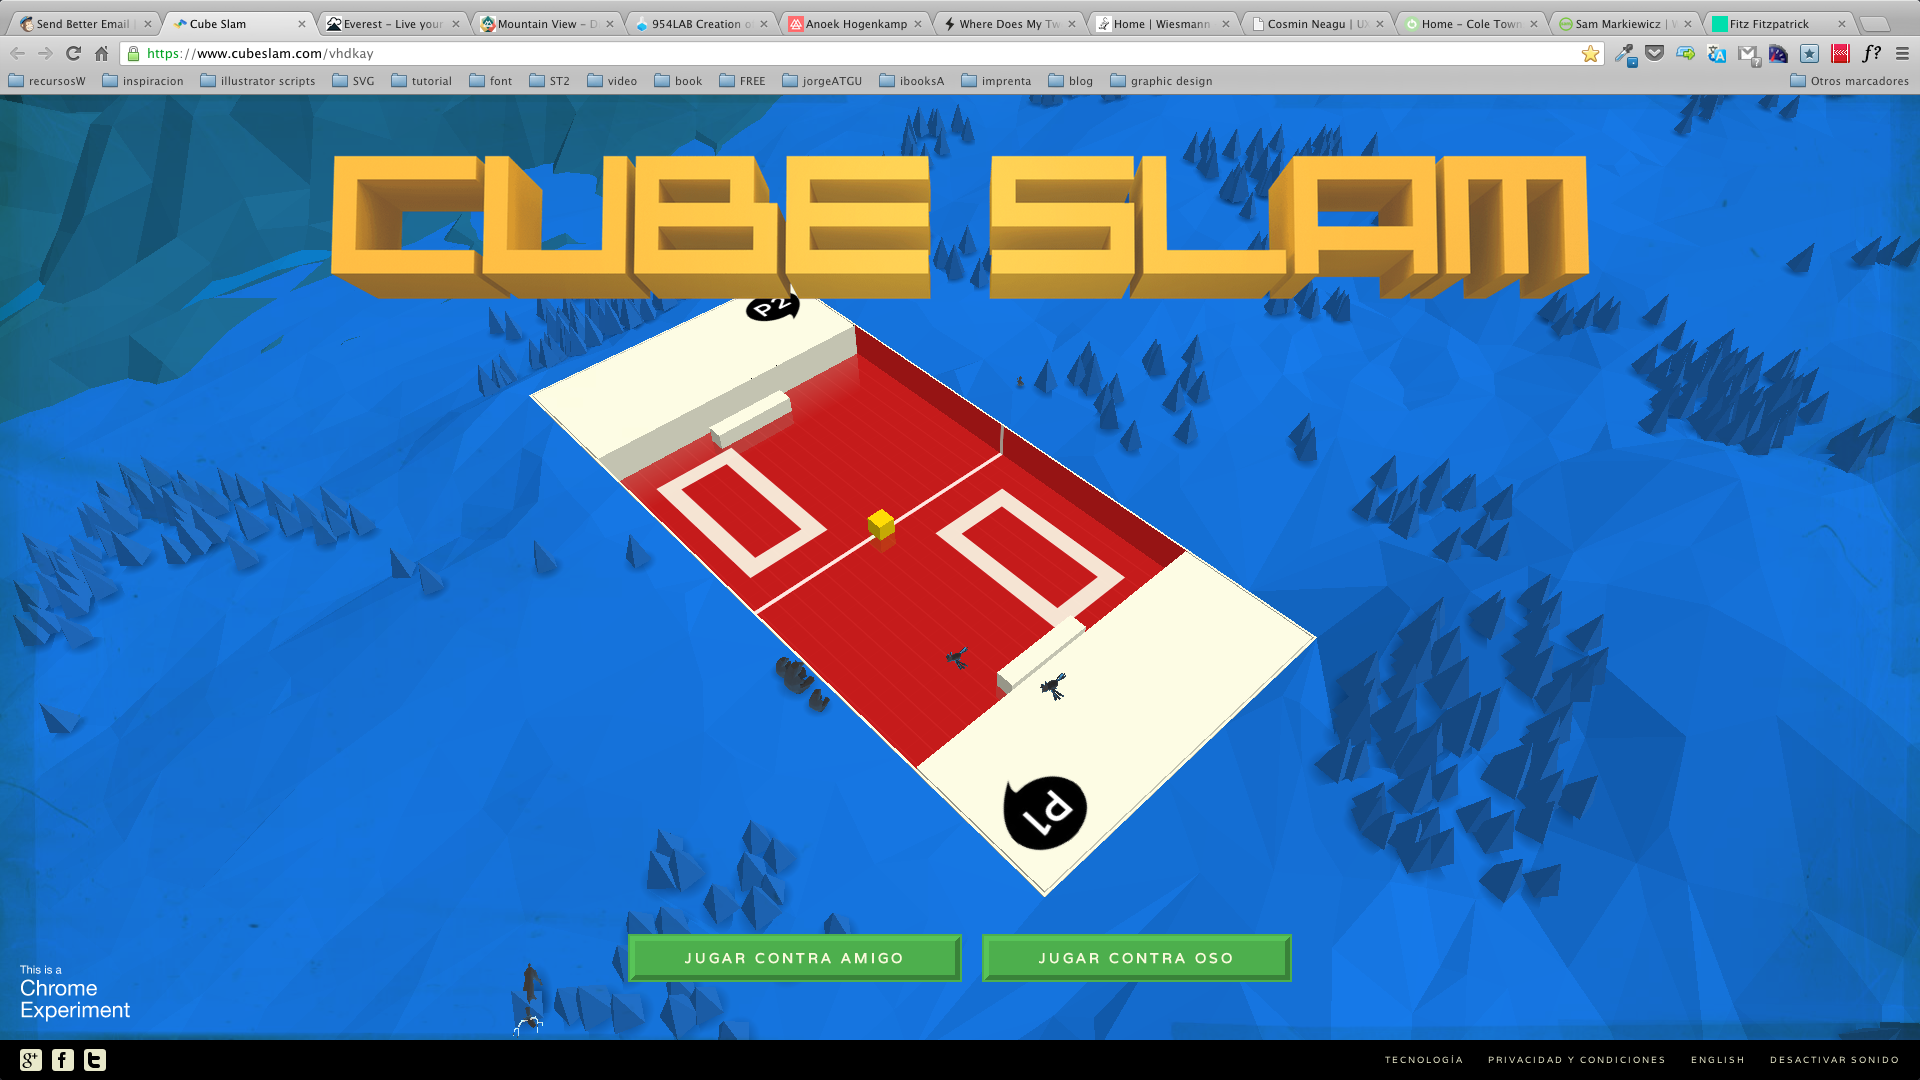 Send Better Email
Cube Slam
Everest – Live your
Mountain View – D
954LAB Creation o
Anoek Hogenkamp
Where Does My Tw
Home | Wiesmann
Cosmin Neagu | UX
Home – Cole Town
Sam Markiewicz | W
Fitz Fitzpatrick
https://www.cubeslam.com/vhdkay
f?
recursosW
inspiracion
illustrator scripts
SVG
tutorial
font
ST2
video
book
FREE
jorgeATGU
ibooksA
imprenta
blog
graphic design
Otros marcadores
CUBE SLAM
P2
P1
JUGAR CONTRA AMIGO
JUGAR CONTRA OSO
This is a
Chrome
Experiment
g+ f t
TECNOLOGÍA
PRIVACIDAD Y CONDICIONES
ENGLISH
DESACTIVAR SONIDO